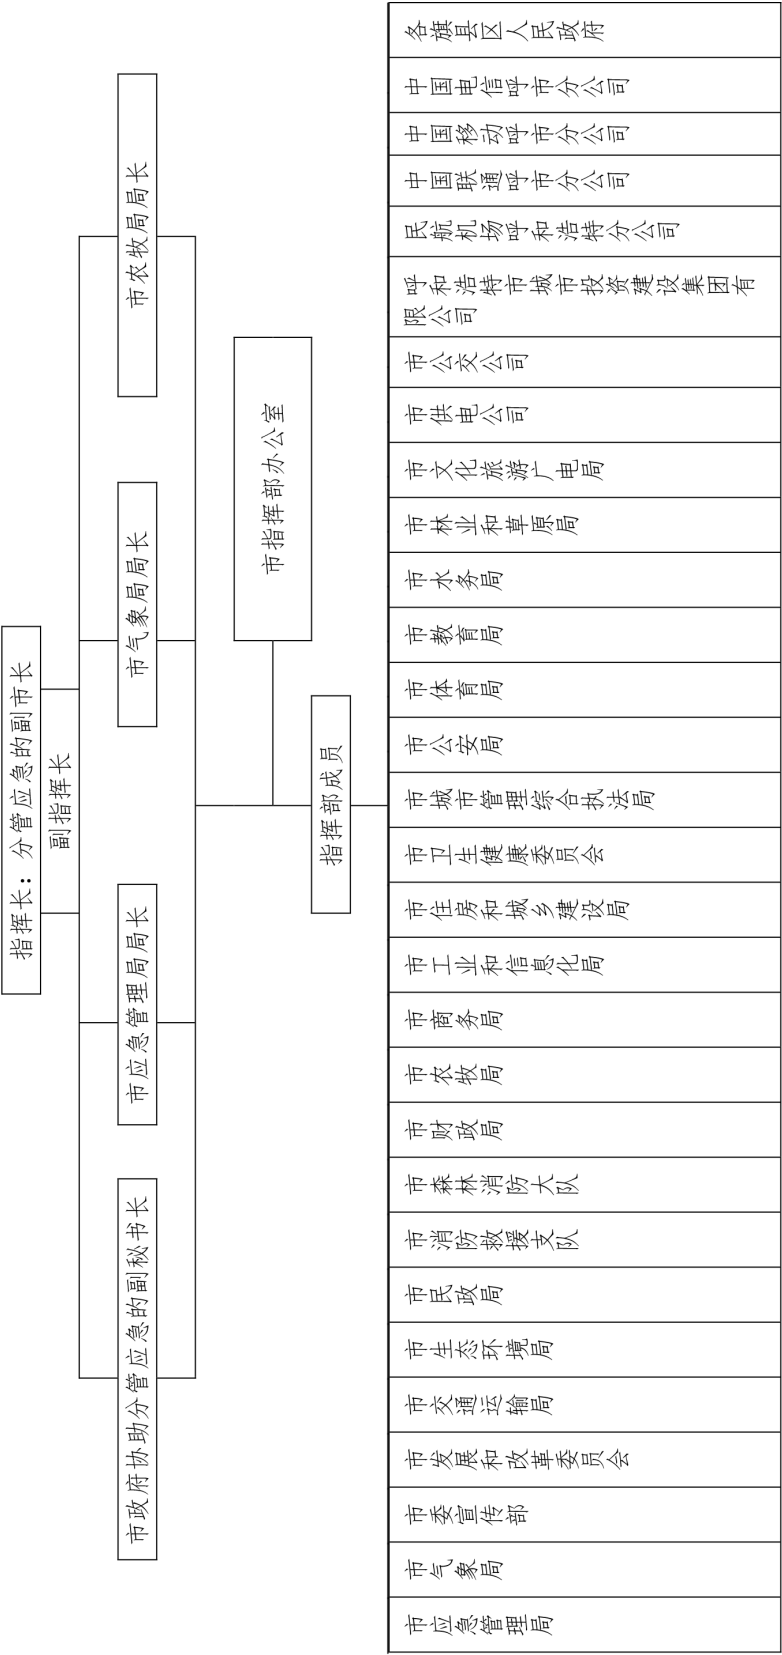 指挥长：分管应急的副市长
副指挥长
市政府协助分管应急的副秘书长
市应急管理局局长
市气象局局长
市农牧局局长
市指挥部办公室
指挥部成员
市应急管理局
市气象局
市委宣传部
市发展和改革委员会
市交通运输局
市生态环境局
市民政局
市消防救援支队
市森林消防大队
市财政局
市农牧局
市商务局
市工业和信息化局
市住房和城乡建设局
市卫生健康委员会
市城市管理综合执法局
市公安局
市体育局
市教育局
市水务局
市林业和草原局
市文化旅游广电局
市供电公司
市公交公司
呼和浩特市城市投资建设集团有
限公司
民航机场呼和浩特分公司
中国联通呼市分公司
中国移动呼市分公司
中国电信呼市分公司
各旗县区人民政府